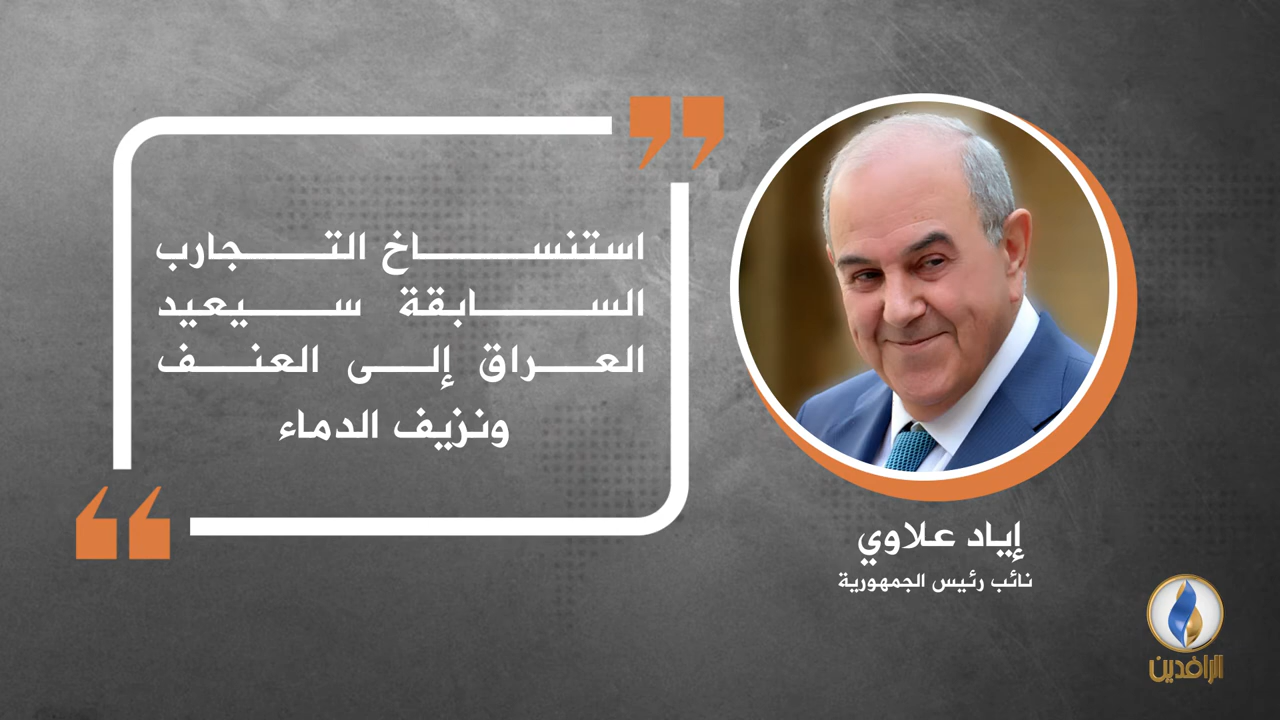 استنساخ التجارب
السابقة سيعيد
العراق إلى العنف
ونزيف الدماء
إياد علاوي
نائب رئيس الجمهورية
الرافدين